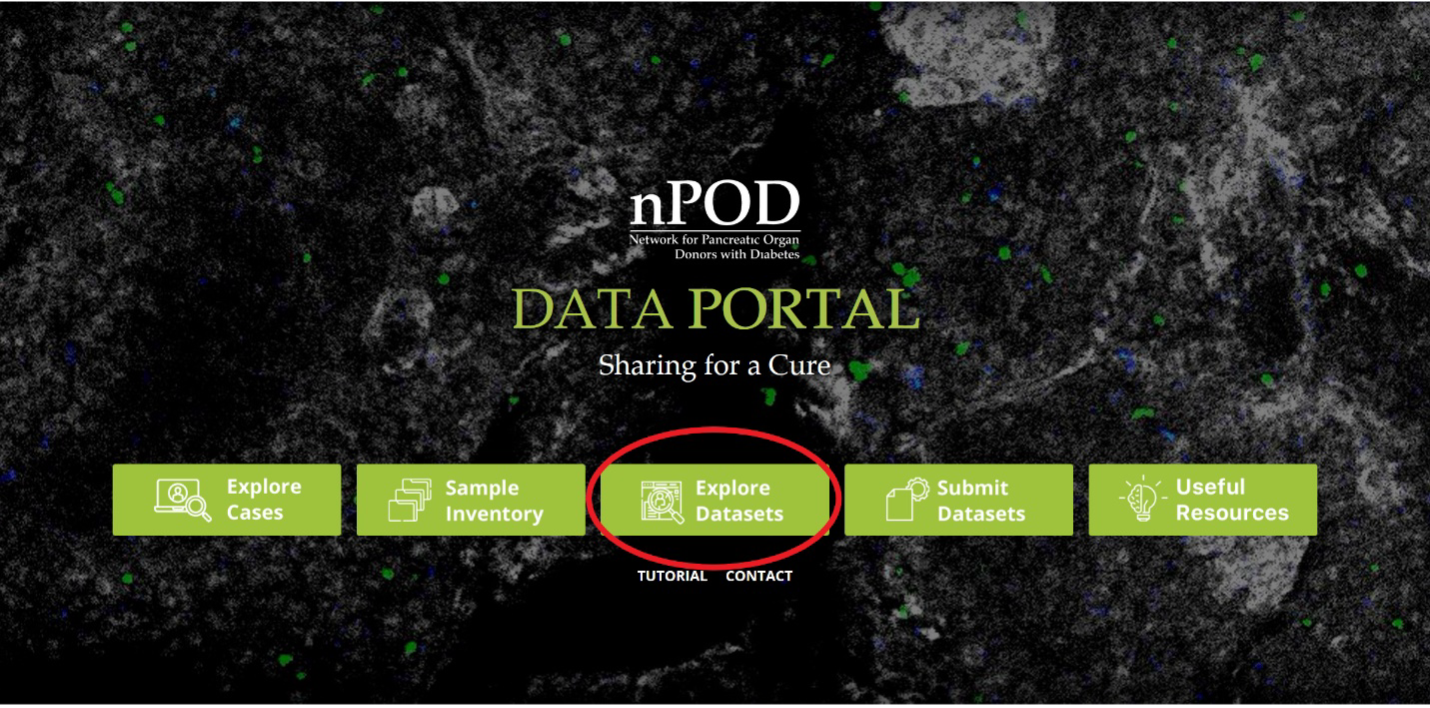 nPOD
Network for Pancreatic Organ
Donors with Diabetes
DATA PORTAL
Sharing for a Cure
Explore
Cases
Sample
Inventory
Explore
Datasets
Submit
Datasets
Useful
Resources
TUTORIAL CONTACT